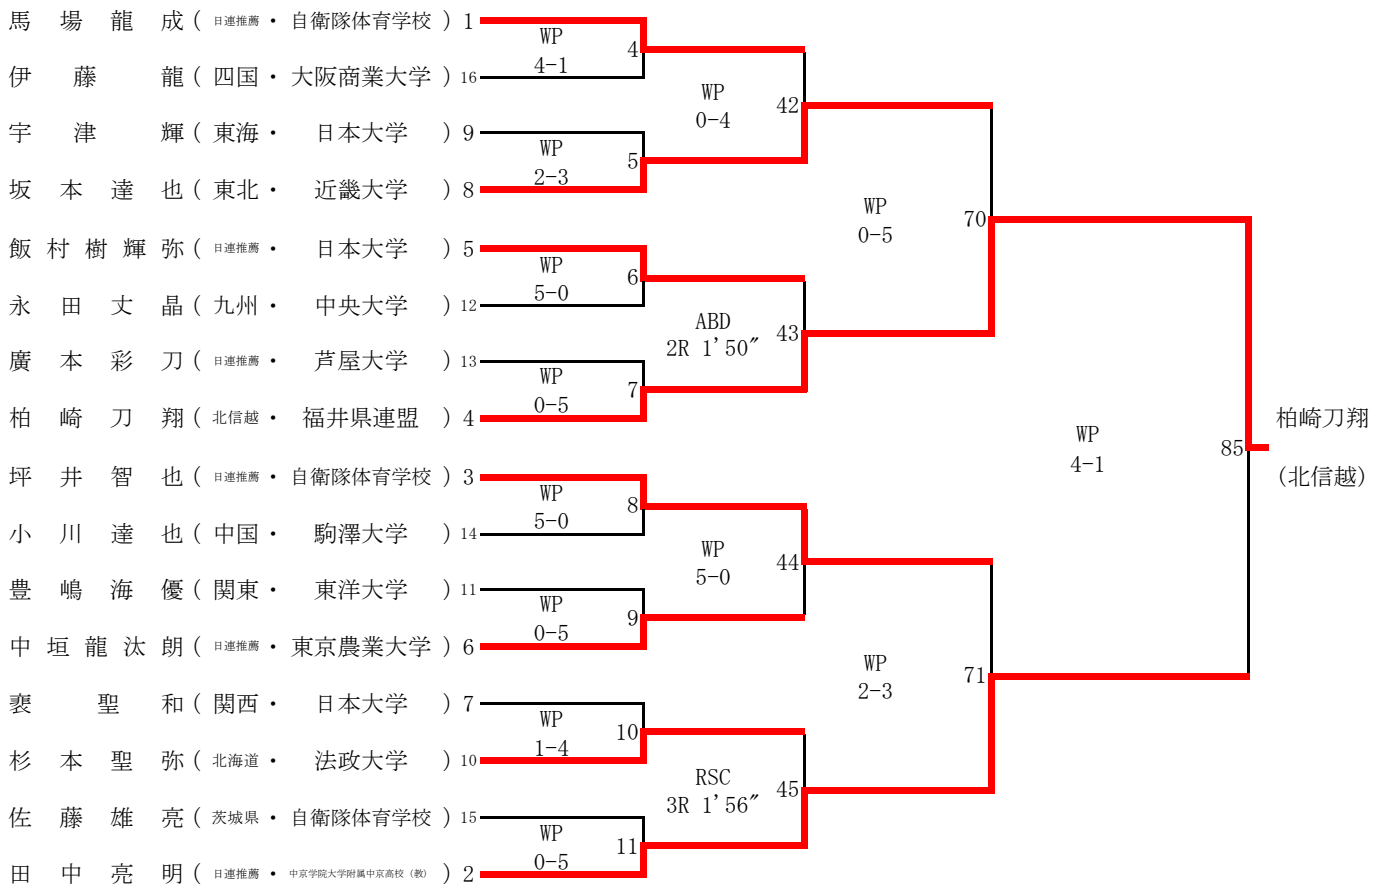 馬場龍成(日連推薦・自衛隊体育学校)1
WP
4-1
4
伊藤龍(四国・大阪商業大学)16
WP
0-4
42
宇津輝(東海・日本大学)9
WP
2-3
5
坂本達也(東北・近畿大学)8
WP
0-5
70
飯村樹輝弥(日連推薦・日本大学)5
WP
5-0
6
永田丈晶(九州・中央大学)12
ABD
2R 1'50"
43
廣本彩刀(日連推薦・芦屋大学)13
WP
0-5
7
柏崎刀翔(北信越・福井県連盟)4
WP
4-1
85
柏崎刀翔
(北信越)
坪井智也(日連推薦・自衛隊体育学校)3
WP
5-0
8
小川達也(中国・駒澤大学)14
WP
5-0
44
豊嶋海優(関東・東洋大学)11
WP
0-5
9
中垣龍汰朗(日連推薦・東京農業大学)6
WP
2-3
71
裵聖和(関西・日本大学)7
WP
1-4
10
杉本聖弥(北海道・法政大学)10
RSC
3R 1'56"
45
佐藤雄亮(茨城県・自衛隊体育学校)15
WP
0-5
11
田中亮明(日連推薦・中京学院大学附属中京高校(教))2